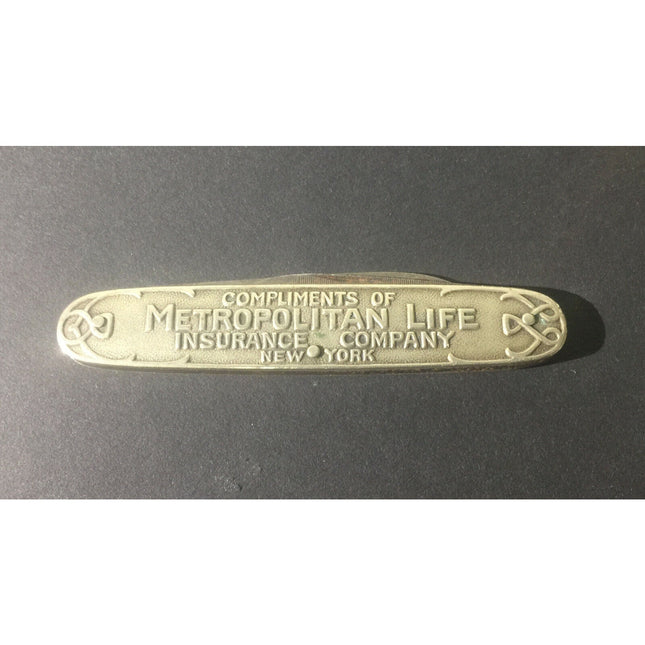 COMPLIMENTS OF
METROPOLITAN LIFE
INSURANCE COMPANY
NEW YORK